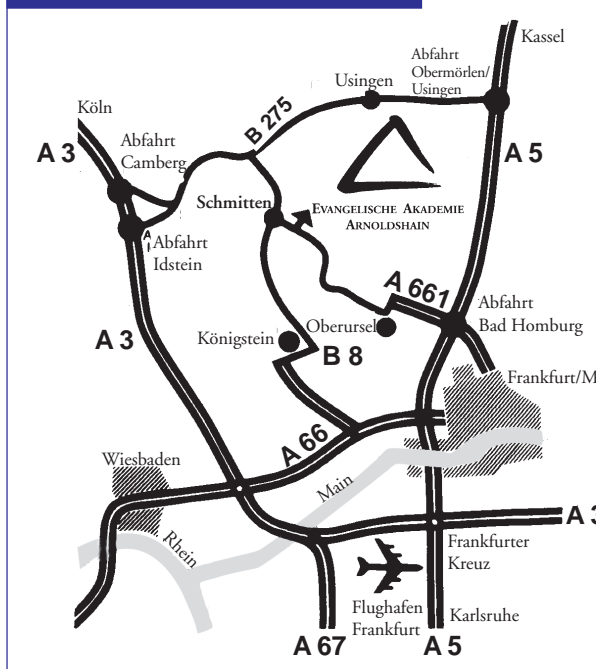 Kassel
Abfahrt
Obermörlen/
Usingen
Usingen
B 275
Köln
A 3
Abfahrt
Camberg
A 5
Schmitten
EVANGELISCHE AKADEMIE
ARNOLDSHAIN
Abfahrt
Idstein
A 661
Abfahrt
Bad Homburg
A 3
Königstein
Oberursel
B 8
Frankfurt/M
A 66
Wiesbaden
Main
Rhein
A 3
Frankfurter
Kreuz
Flughafen
Frankfurt
Karlsruhe
A 67
A 5